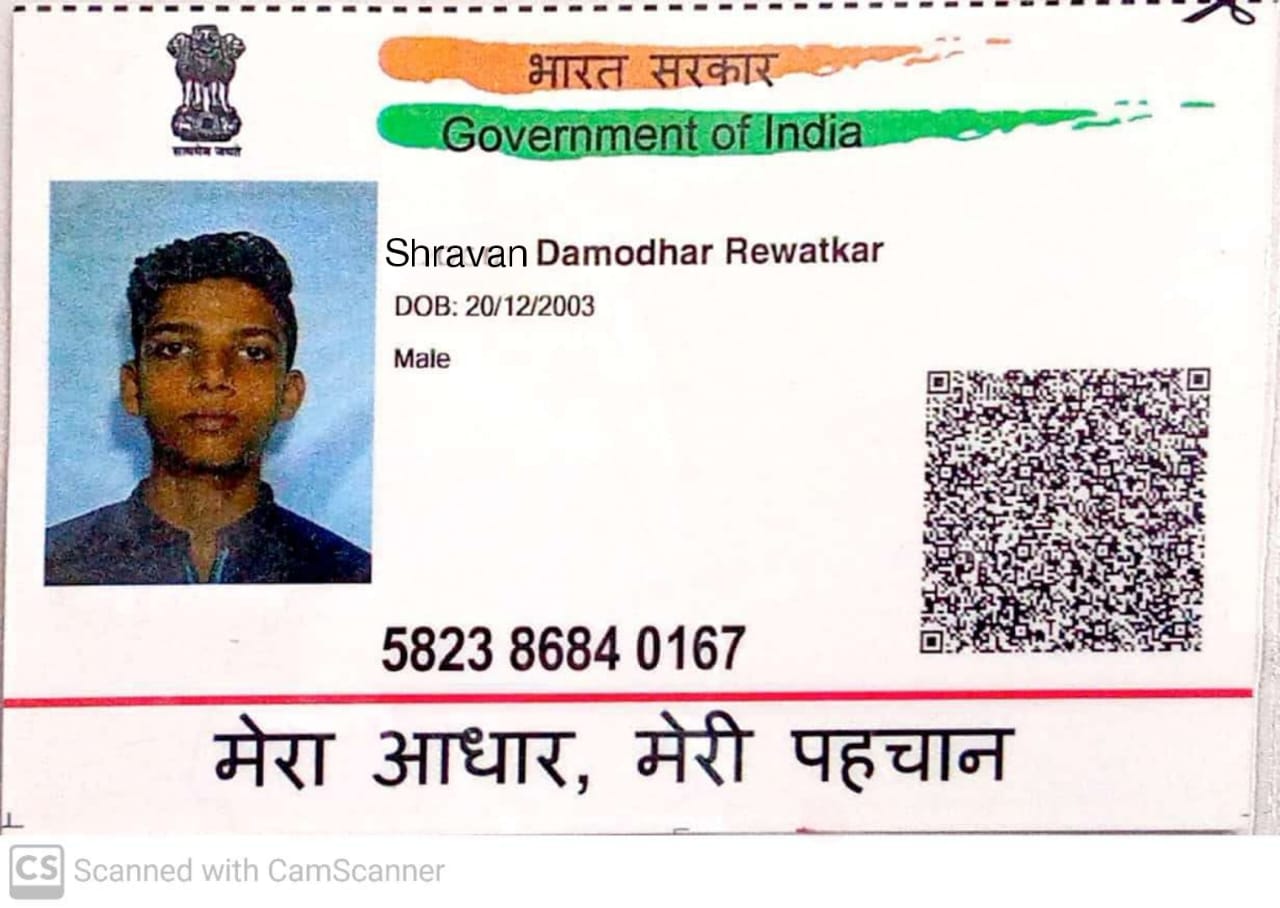 भारत सरकार
Government of India
सत्यमेव जयते
Shravan Damodhar Rewatkar
DOB: 20/12/2003
Male
5823 8684 0167
मेरा आधार, मेरी पहचान
CS Scanned with CamScanner